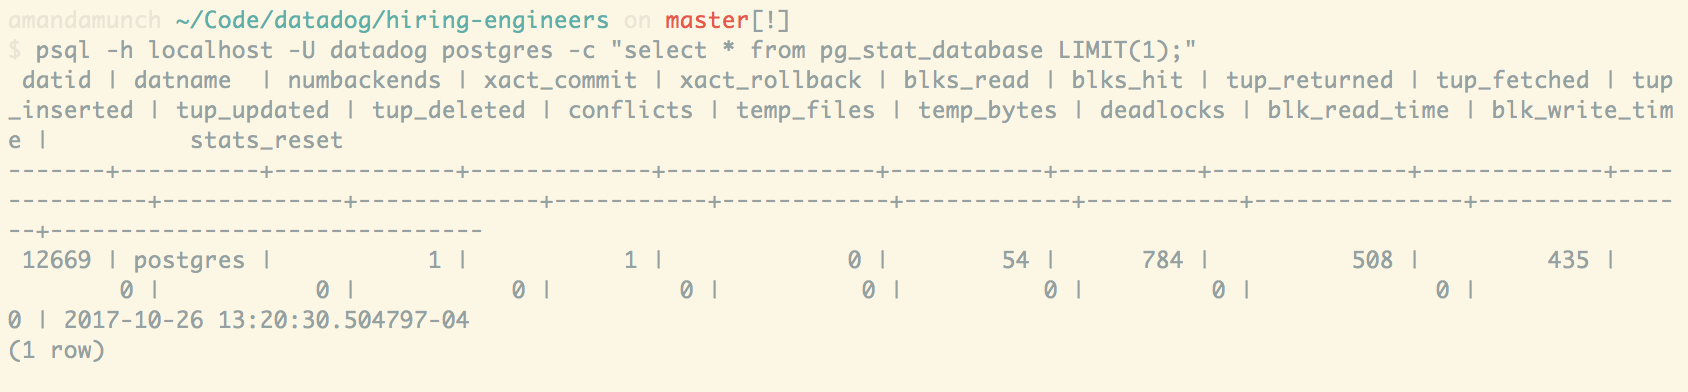 amandamunch ~/Code/datadog/hiring-engineers on master[!]
$ psql -h localhost -U datadog postgres -c "select * from pg_stat_database LIMIT(1);"
 datid | datname  | numbackends | xact_commit | xact_rollback | blks_read | blks_hit | tup_returned | tup_fetched | tup
_inserted | tup_updated | tup_deleted | conflicts | temp_files | temp_bytes | deadlocks | blk_read_time | blk_write_tim
e |          stats_reset
-------+----------+-------------+-------------+---------------+-----------+----------+--------------+-------------+----
----------+-------------+-------------+-----------+------------+------------+-----------+---------------+--------------
--+-------------------------------
 12669 | postgres |           1 |           1 |             0 |        54 |      784 |          508 |         435 |
        0 |           0 |           0 |         0 |          0 |          0 |         0 |             0 |
0 | 2017-10-26 13:20:30.504797-04
(1 row)